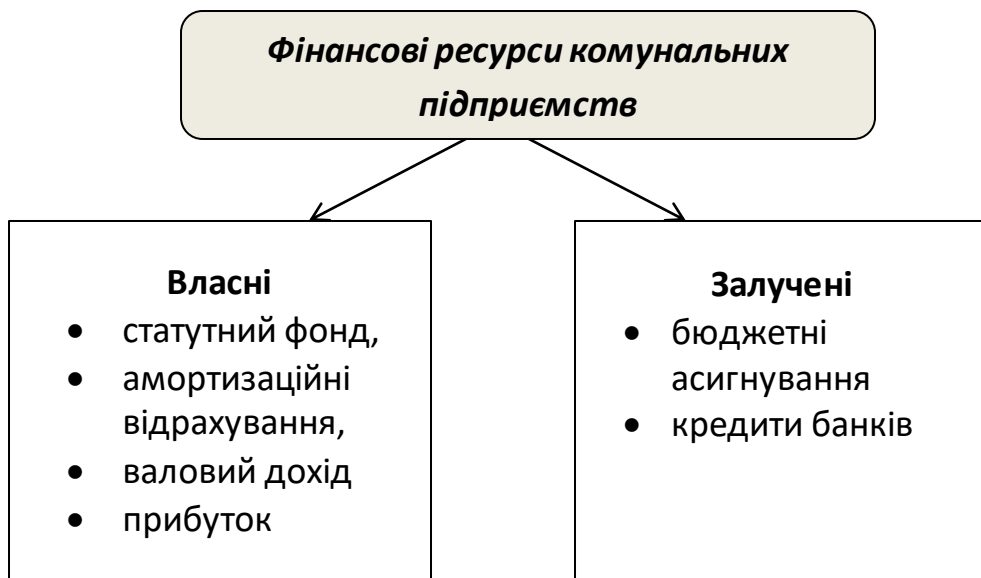 Фінансові ресурси комунальних
підприємств
Власні
• статутний фонд,
• амортизаційні
відрахування,
• валовий дохід
• прибуток
Залучені
• бюджетні
асигнування
• кредити банків